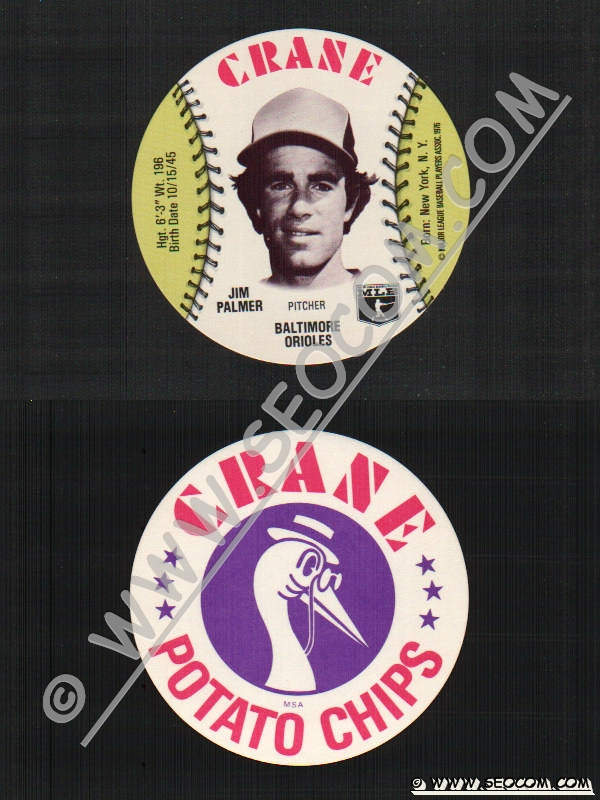 CRANE
Hgt. 6'-3" Wt. 196
Birth Date 10/15/45
Born: New York, N.Y.
© MAJOR LEAGUE BASEBALL PLAYERS ASSOC. 1976
JIM
PALMER
PITCHER
MLB
BALTIMORE
ORIOLES
© WWW.SEOCOM.COM
CRANE
MSA
POTATO CHIPS
© WWW.SEOCOM.COM